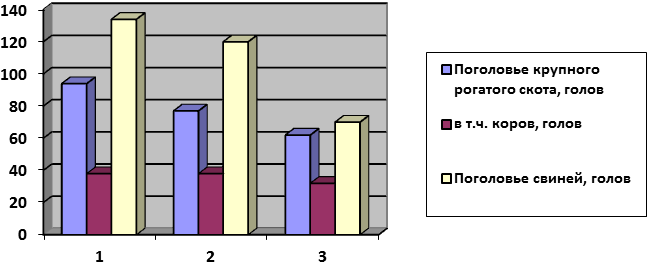 140
120
100
80
60
40
20
0
1 2 3
Поголовье крупного
рогатого скота, голов
в т.ч. коров, голов
Поголовье свиней, голов